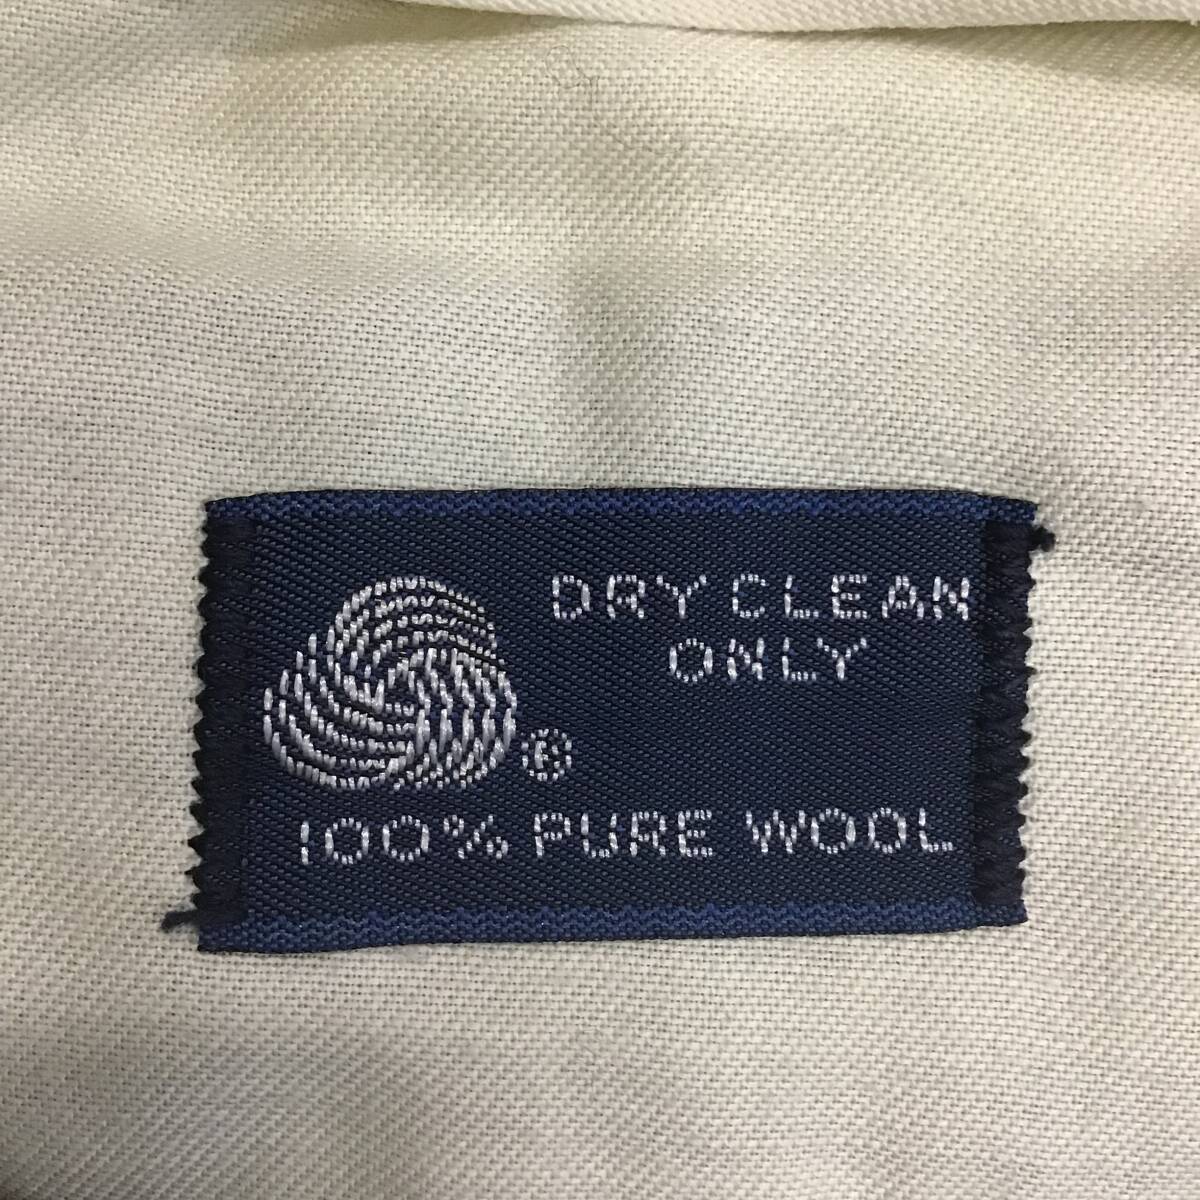 DRY CLEAN
ONLY
®
100% PURE WOOL